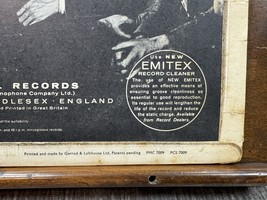 . RECORDS
mophone Company Ltd.)
DLESEX · ENGLAND
d Printed in Great Britain
Use NEW
EMITEX
RECORD CLEANER
The use of NEW EMITEX
provides an effective means of
ensuring groove cleanliness so
essential to good reproduction.
Its regular use will lengthen the
life of the record and reduce
the static charge. Available
from Record Dealers.
Printed and made by Garrod & Lofthouse Ltd. Patents pending PMC 7009 PCS 7009